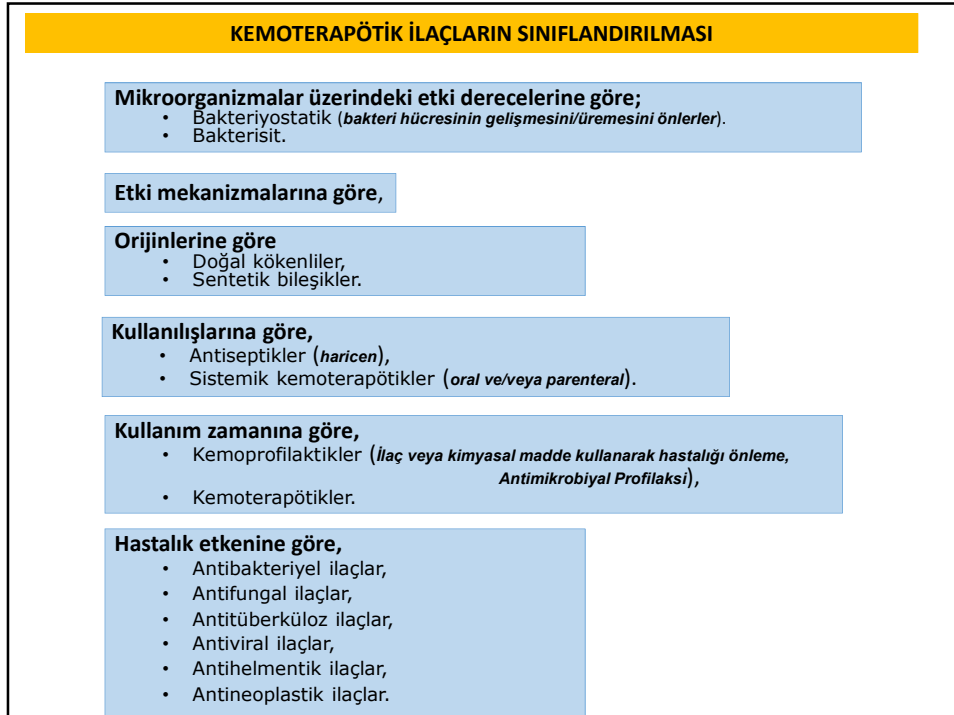 KEMOTERAPÖTİK İLAÇLARIN SINIFLANDIRILMASI
Mikroorganizmalar üzerindeki etki derecelerine göre;
• Bakteriyostatik (bakteri hücresinin gelişmesini/üremesini önlerler).
• Bakterisit.
Etki mekanizmalarına göre,
Orijinlerine göre
• Doğal kökenliler,
• Sentetik bileşikler.
Kullanılışlarına göre,
• Antiseptikler (haricen),
• Sistemik kemoterapötikler (oral ve/veya parenteral).
Kullanım zamanına göre,
• Kemoprofilaktikler (İlaç veya kimyasal madde kullanarak hastalığı önleme,
Antimikrobiyal Profilaksi),
• Kemoterapötikler.
Hastalık etkenine göre,
• Antibakteriyel ilaçlar,
• Antifungal ilaçlar,
• Antitüberküloz ilaçlar,
• Antiviral ilaçlar,
• Antihelmentik ilaçlar,
• Antineoplastik ilaçlar.